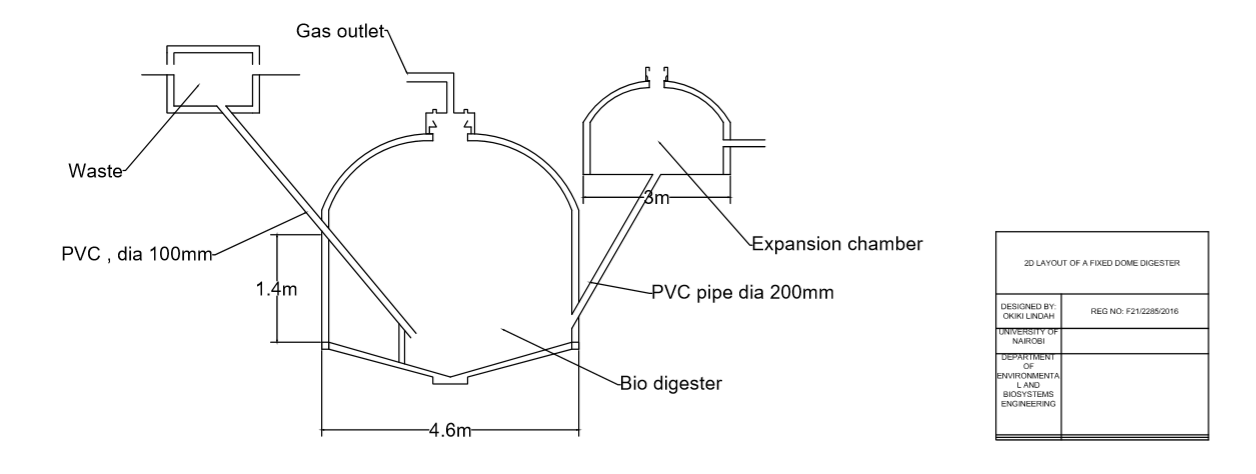 Gas outlet
Waste
PVC , dia 100mm
1.4m
4.6m
3m
Expansion chamber
PVC pipe dia 200mm
Bio digester
2D LAYOUT OF A FIXED DOME DIGESTER
DESIGNED BY:
OKIKI LINDAH
REG NO: F21/2285/2016
UNIVERSITY OF
NAIROBI
DEPARTMENT
OF
ENVIRONMENTA
L AND
BIOSYSTEMS
ENGINEERING